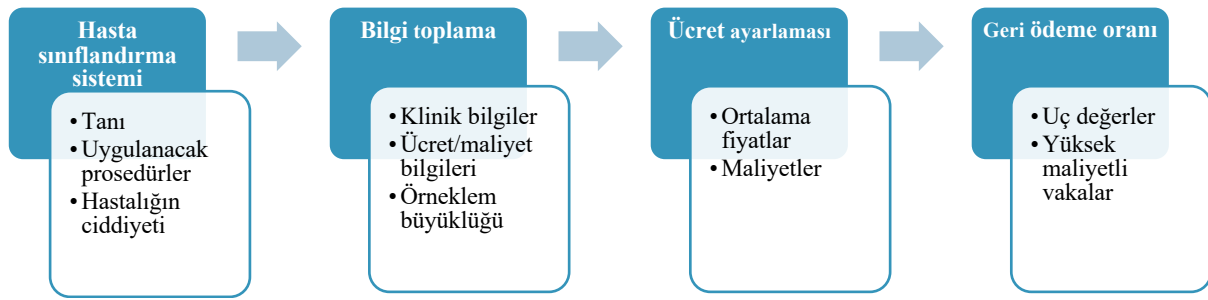 Hasta
sınıflandırma
sistemi
• Tanı
• Uygulanacak
prosedürler
• Hastalığın
ciddiyeti
Bilgi toplama
• Klinik bilgiler
• Ücret/maliyet
bilgileri
• Örneklem
büyüklüğü
Ücret ayarlaması
• Ortalama
fiyatlar
• Maliyetler
Geri ödeme oranı
• Uç değerler
• Yüksek
maliyetli
vakalar